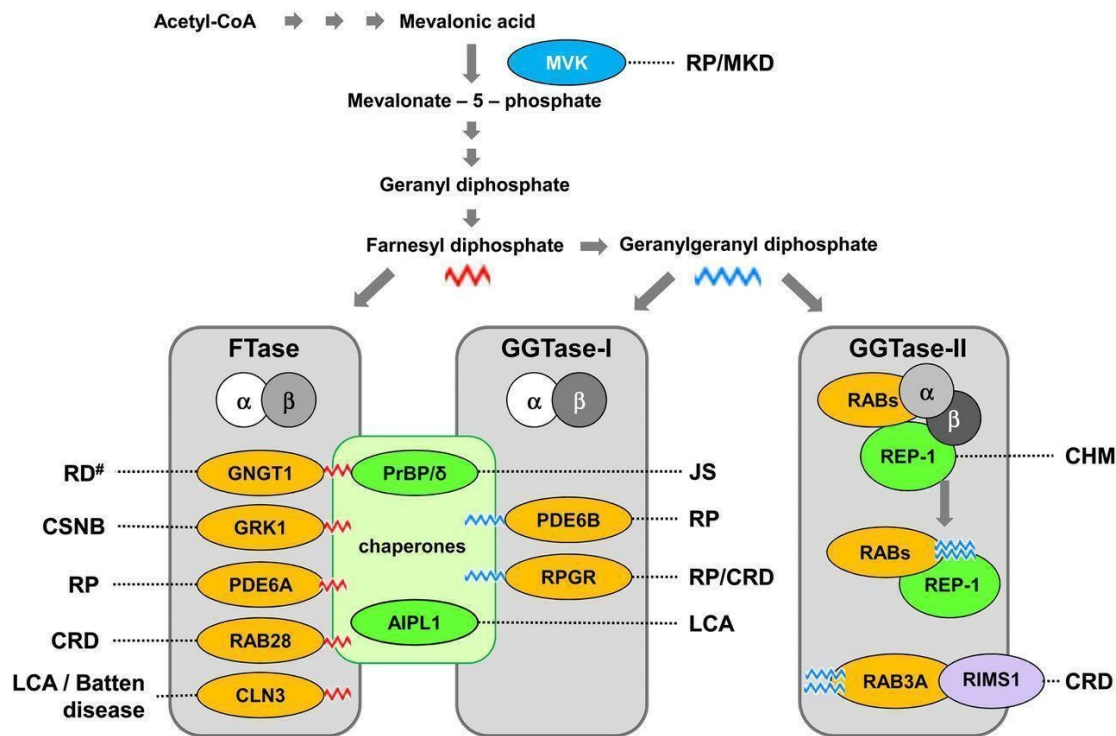 Acetyl-CoA
Mevalonic acid
MVK
RP/MKD
Mevalonate – 5 – phosphate
Geranyl diphosphate
Farnesyl diphosphate
Geranylgeranyl diphosphate
FTase
GGTase-I
GGTase-II
α
β
α
β
RABs
α
β
REP-1
CHM
RD#
GNGT1
PrBP/δ
JS
CSNB
GRK1
chaperones
PDE6B
RP
RABs
REP-1
RP
PDE6A
RPGR
RP/CRD
CRD
RAB28
AIPL1
LCA
LCA / Batten
disease
CLN3
RAB3A
RIMS1
CRD